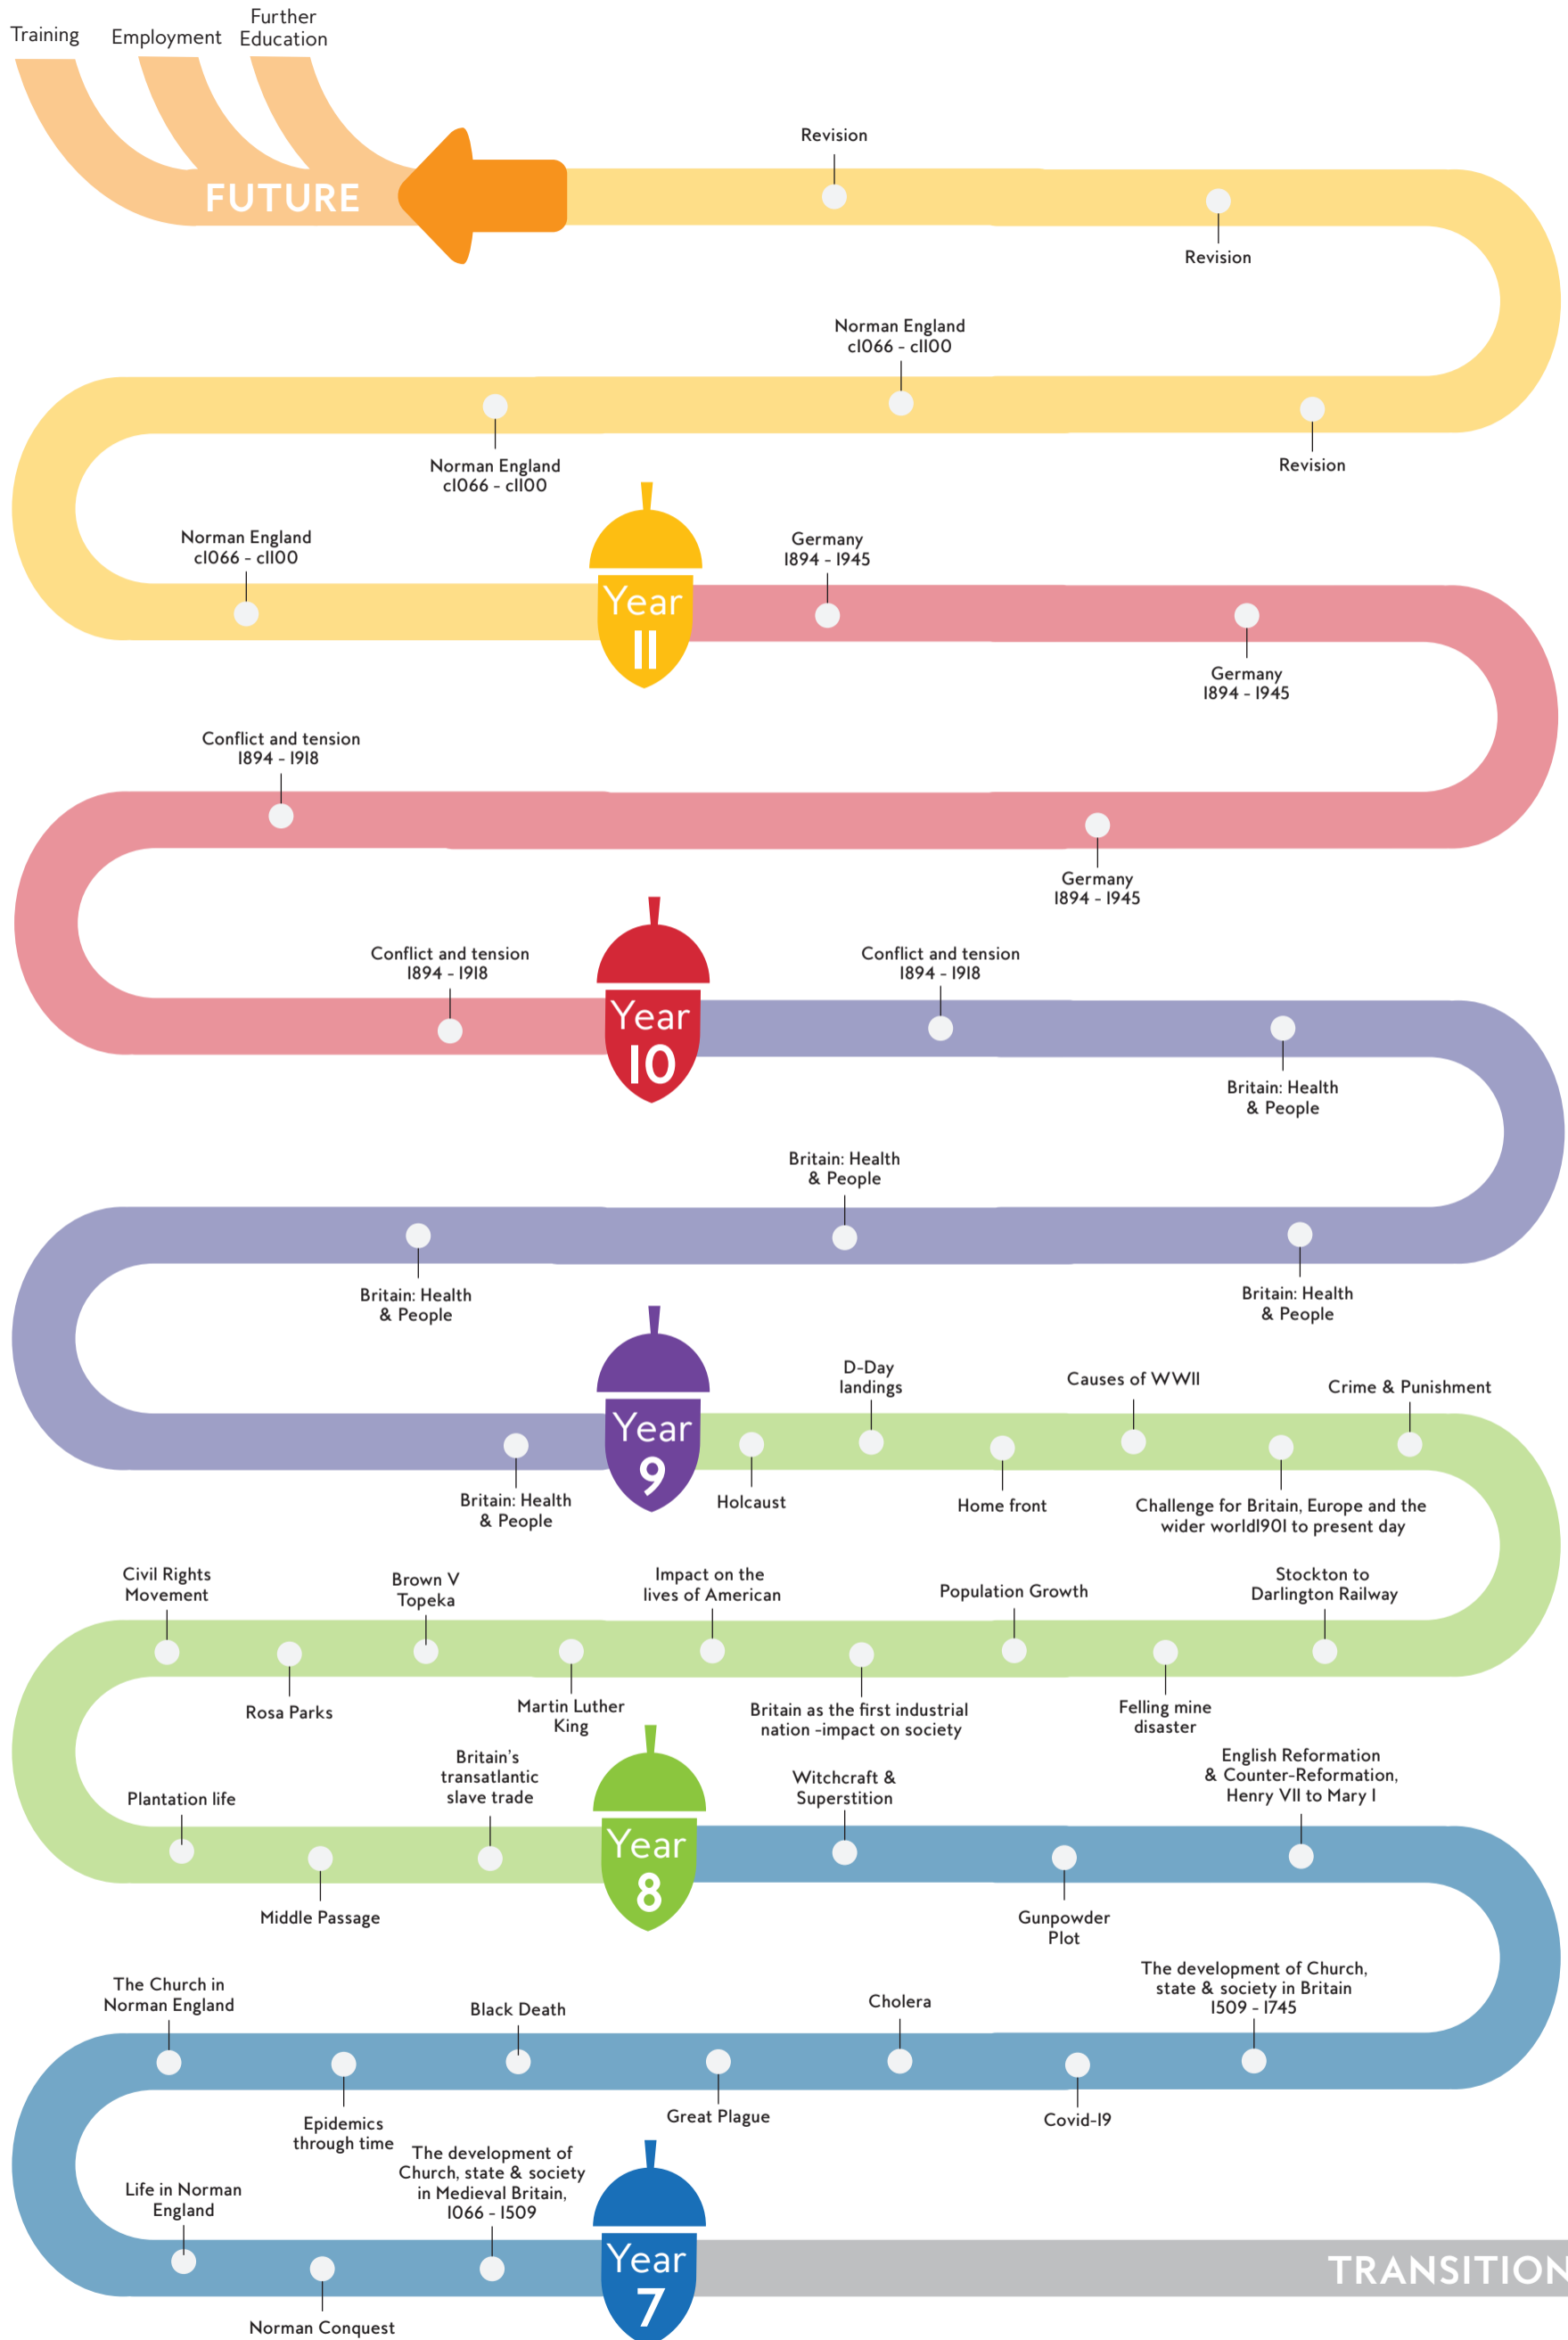 Training
Employment
Further
Education
FUTURE
Revision
Revision
Norman England
c1066 - c1100
Norman England
c1066 - c1100
Revision
Norman England
c1066 - c1100
Year
11
Germany
1894 - 1945
Germany
1894 - 1945
Conflict and tension
1894 - 1918
Germany
1894 - 1945
Conflict and tension
1894 - 1918
Year
10
Conflict and tension
1894 - 1918
Britain: Health
& People
Britain: Health
& People
Britain: Health
& People
Britain: Health
& People
Britain: Health
& People
Year
9
Holcaust
D-Day
landings
Home front
Causes of WWII
Challenge for Britain, Europe and the
wider world1901 to present day
Crime & Punishment
Civil Rights
Movement
Rosa Parks
Brown V
Topeka
Martin Luther
King
Impact on the
lives of American
Britain as the first industrial
nation -impact on society
Population Growth
Felling mine
disaster
Stockton to
Darlington Railway
Plantation life
Middle Passage
Britain's
transatlantic
slave trade
Year
8
Witchcraft &
Superstition
Gunpowder
Plot
English Reformation
& Counter-Reformation,
Henry VII to Mary I
The Church in
Norman England
Epidemics
through time
Black Death
Great Plague
Cholera
Covid-19
The development of Church,
state & society in Britain
1509 - 1745
Life in Norman
England
Norman Conquest
The development of
Church, state & society
in Medieval Britain,
1066 - 1509
Year
7
TRANSITION